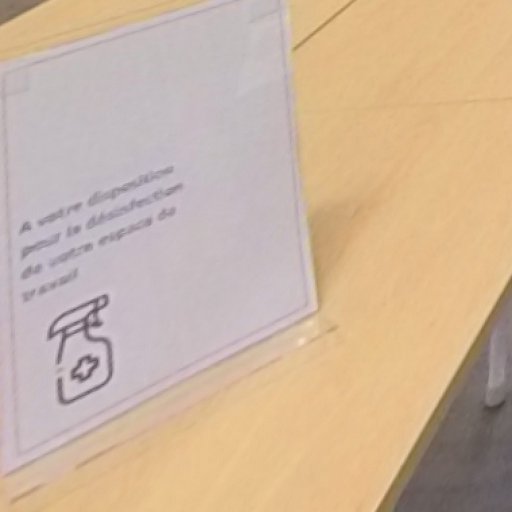 A votre disposition
pour la désinfection
de votre espace de
travail